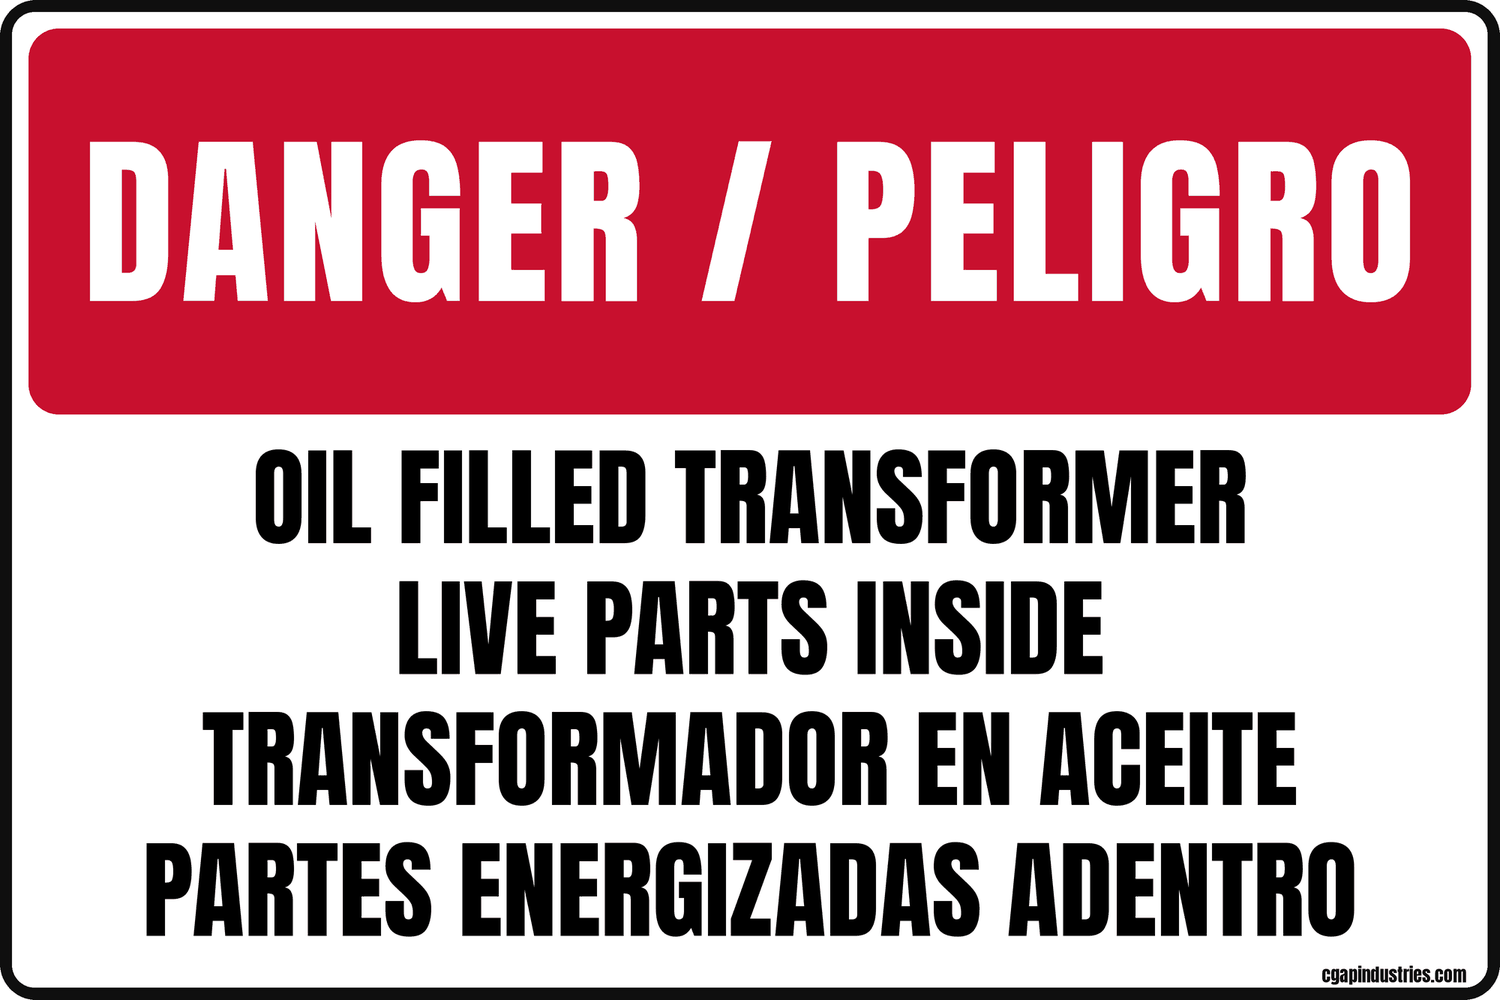 DANGER / PELIGRO
OIL FILLED TRANSFORMER
LIVE PARTS INSIDE
TRANSFORMADOR EN ACEITE
PARTES ENERGIZADAS ADENTRO
cgapindustries.com